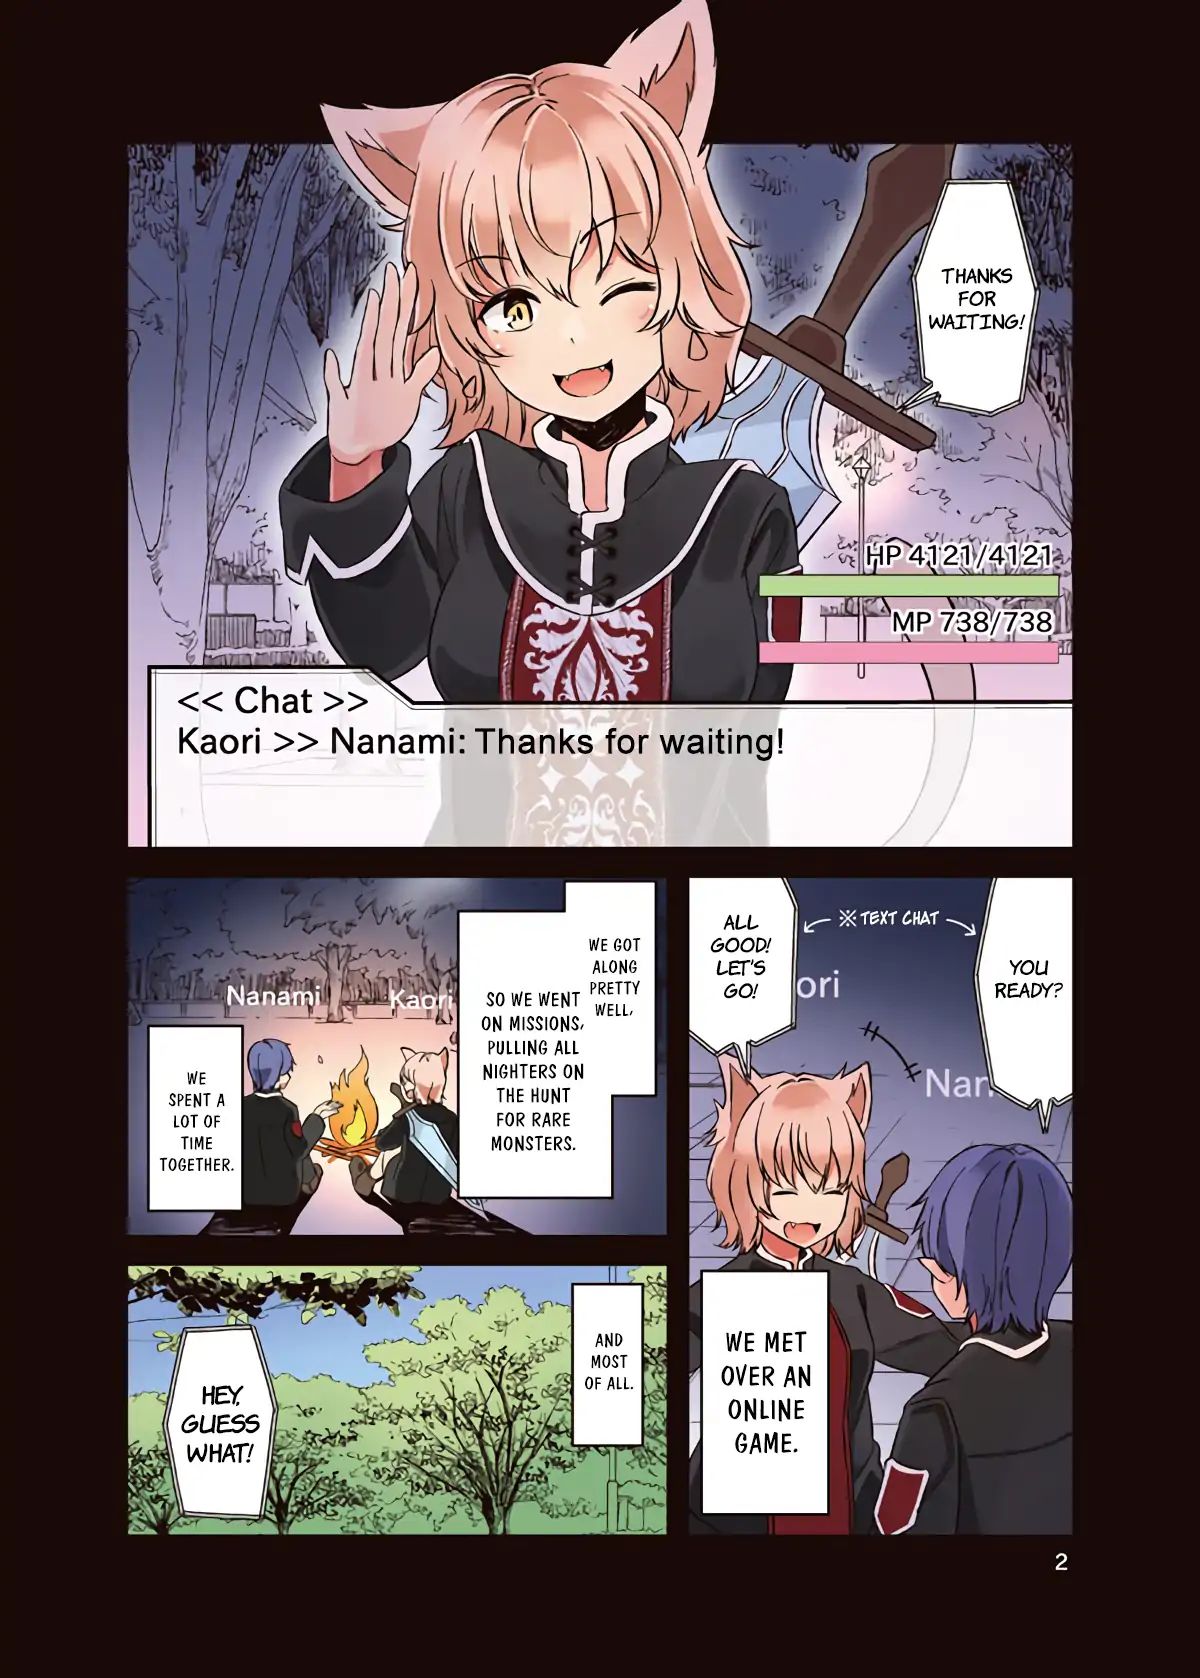 THANKS
FOR
WAITING!
HP 4121/4121
MP 738/738
<< Chat >>
Kaori >> Nanami: Thanks for waiting!
YOU
READY?
※ TEXT CHAT
ALL
GOOD!
LET'S
GO!
ori
Nan
WE MET
OVER AN
ONLINE
GAME.
WE GOT
ALONG
PRETTY
WELL,
SO WE WENT
ON MISSIONS,
PULLING ALL
NIGHTERS ON
THE HUNT
FOR RARE
MONSTERS.
Nanami
Kaori
WE
SPENT A
LOT OF
TIME
TOGETHER.
AND
MOST
OF ALL.
HEY,
GUESS
WHAT!
2